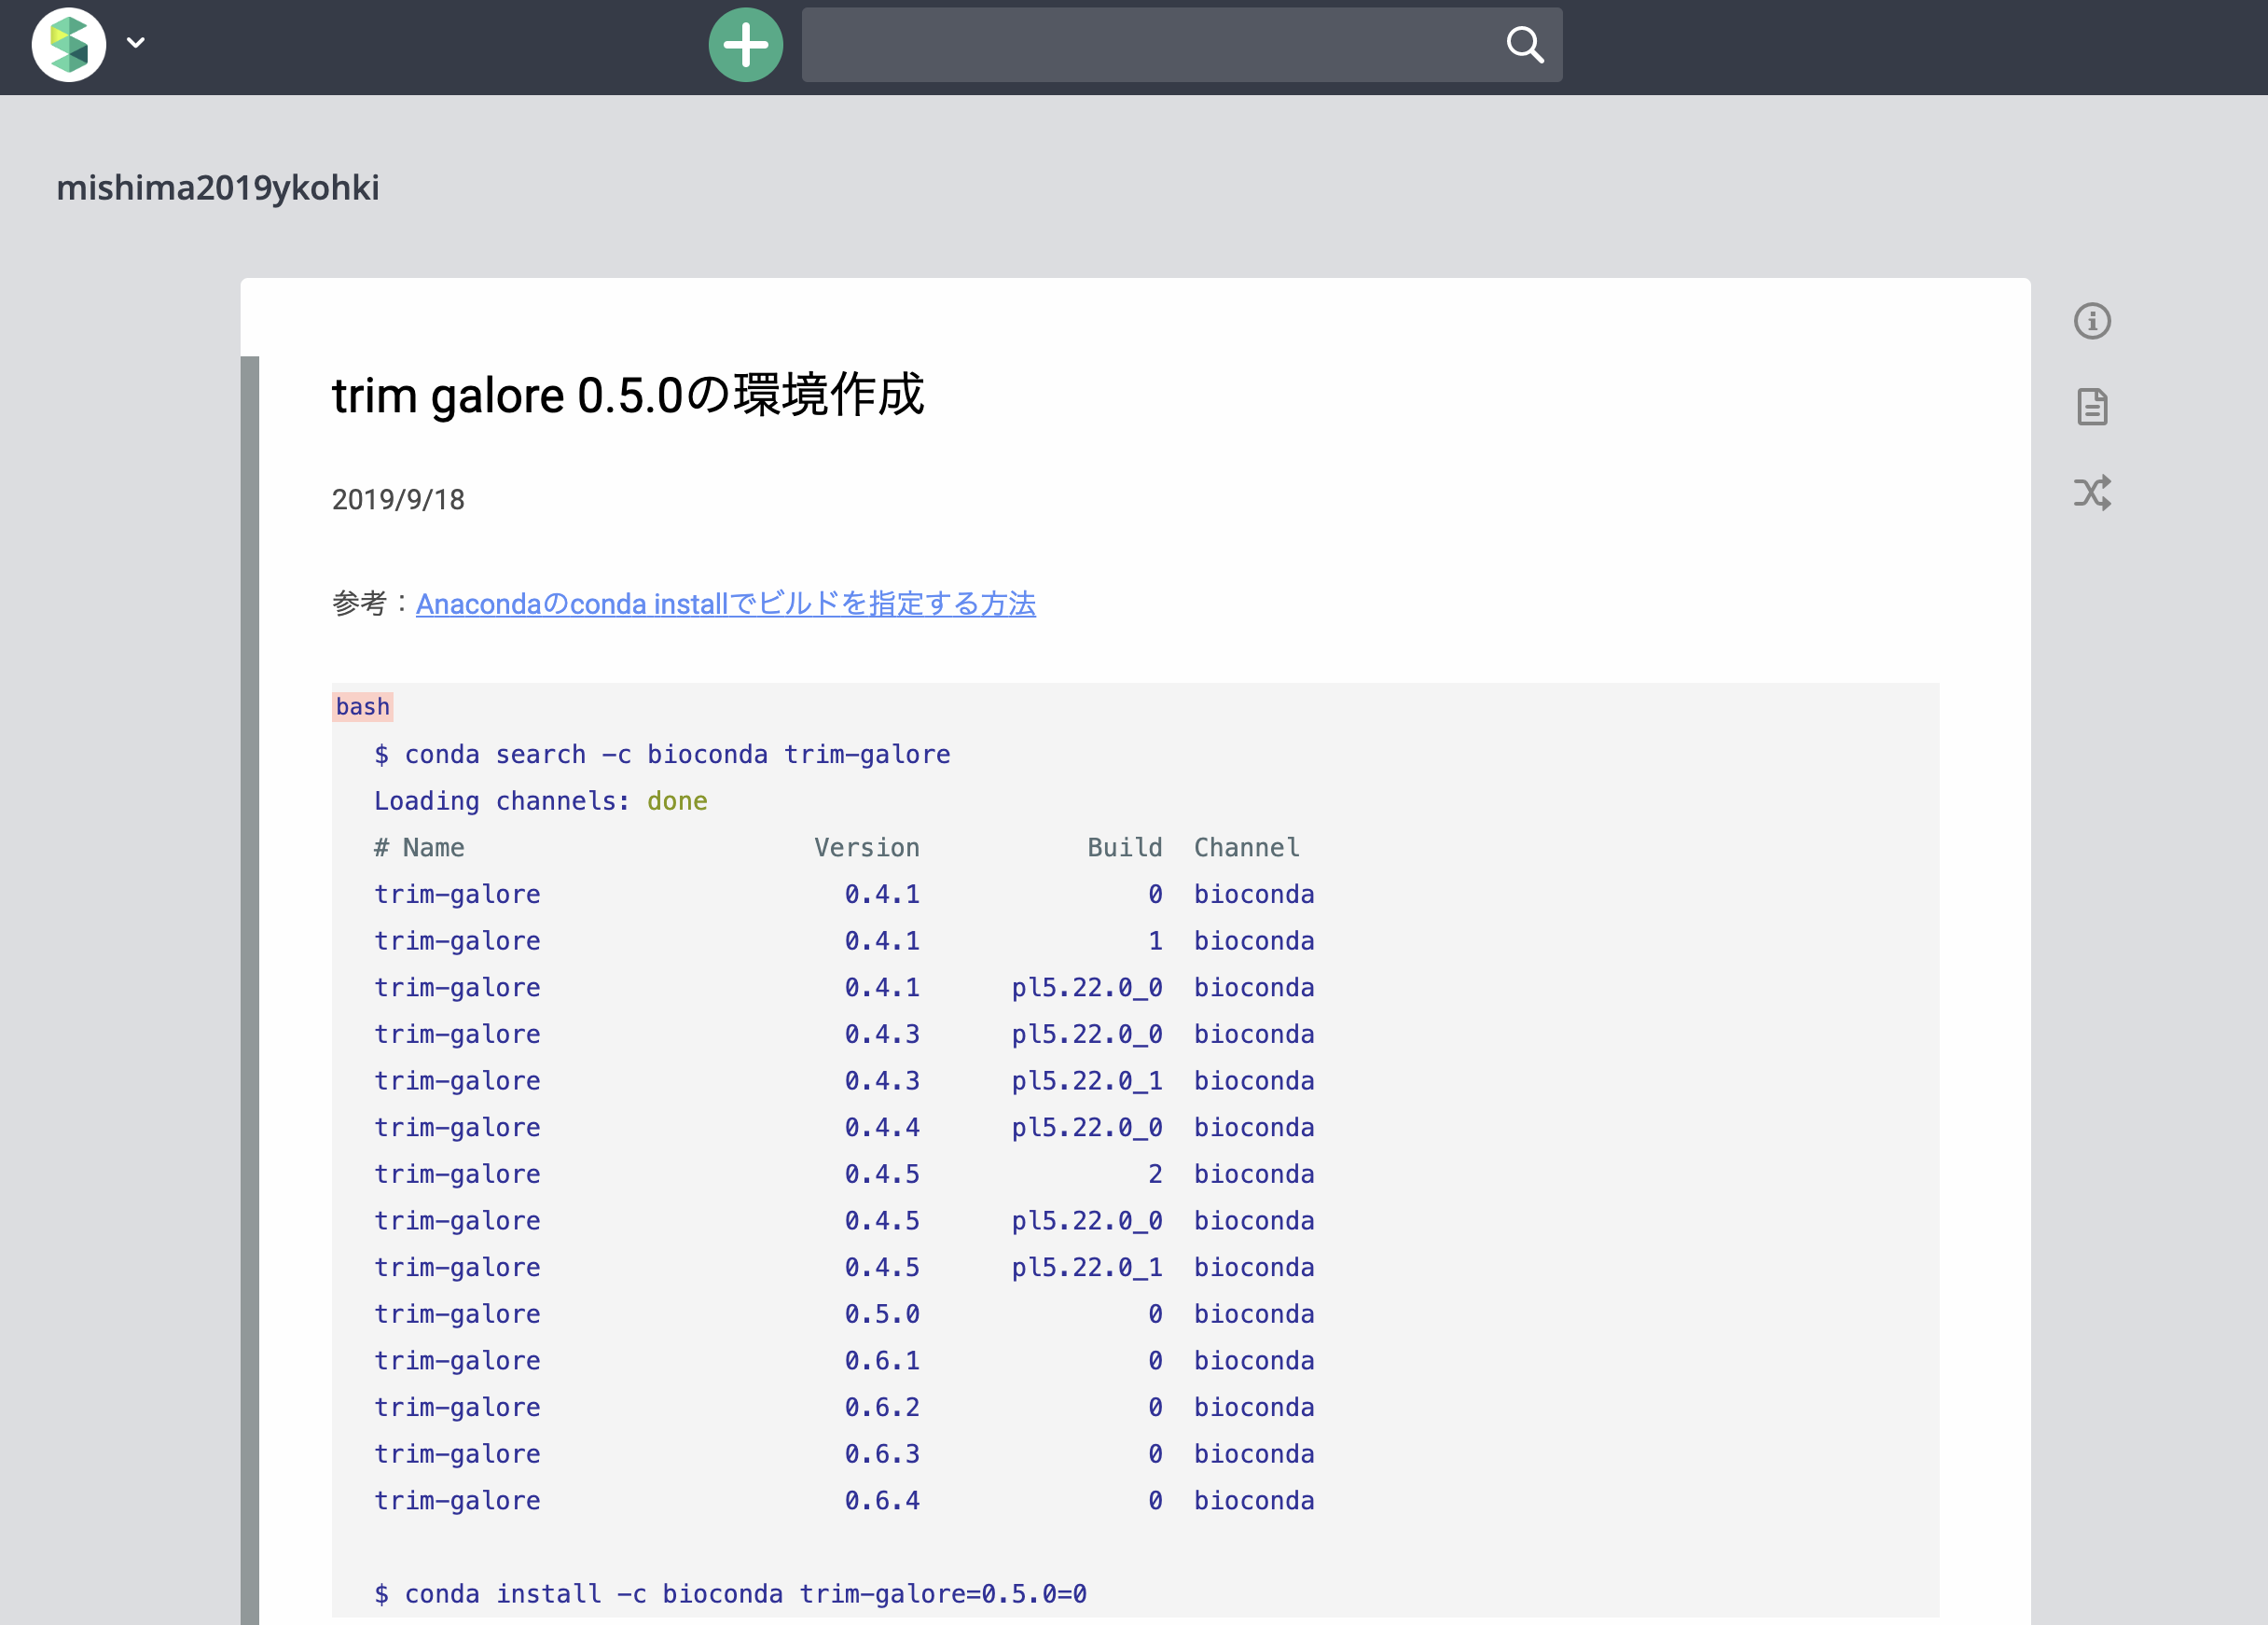 mishima2019ykohki
trim galore 0.5.0の環境作成
2019/9/18
参考：Anacondaのconda installでビルドを指定する方法
bash
$ conda search -c bioconda trim-galore
Loading channels: done
# Name                       Version           Build  Channel
trim-galore                    0.4.1               0  bioconda
trim-galore                    0.4.1               1  bioconda
trim-galore                    0.4.1      pl5.22.0_0  bioconda
trim-galore                    0.4.3      pl5.22.0_0  bioconda
trim-galore                    0.4.3      pl5.22.0_1  bioconda
trim-galore                    0.4.4      pl5.22.0_0  bioconda
trim-galore                    0.4.5               2  bioconda
trim-galore                    0.4.5      pl5.22.0_0  bioconda
trim-galore                    0.4.5      pl5.22.0_1  bioconda
trim-galore                    0.5.0               0  bioconda
trim-galore                    0.6.1               0  bioconda
trim-galore                    0.6.2               0  bioconda
trim-galore                    0.6.3               0  bioconda
trim-galore                    0.6.4               0  bioconda
$ conda install -c bioconda trim-galore=0.5.0=0